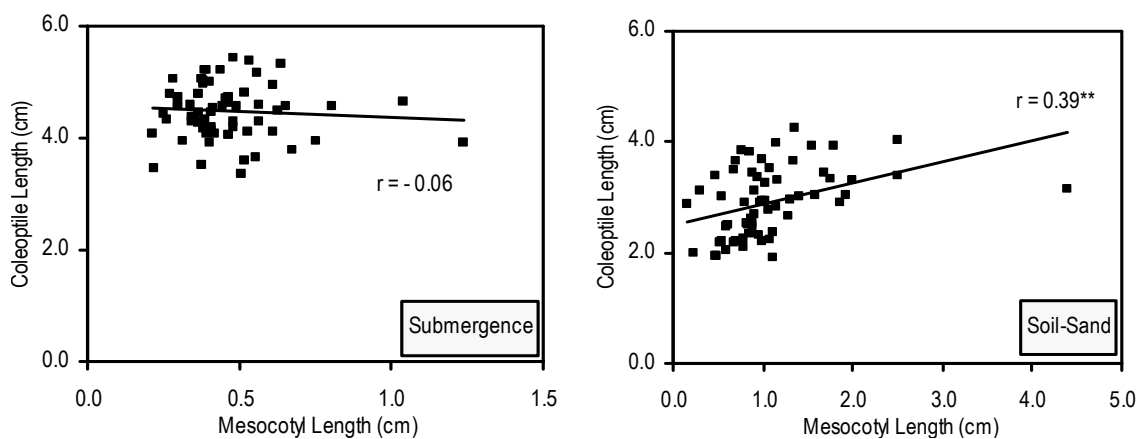 6.0
4.0
2.0
0.0
Coleoptile Length (cm)
r = - 0.06
Submergence
0.0
0.5
1.0
1.5
Mesocotyl Length (cm)
6.0
4.0
2.0
0.0
Coleoptile Length (cm)
r = 0.39**
Soil-Sand
0.0
1.0
2.0
3.0
4.0
5.0
Mesocotyl Length (cm)